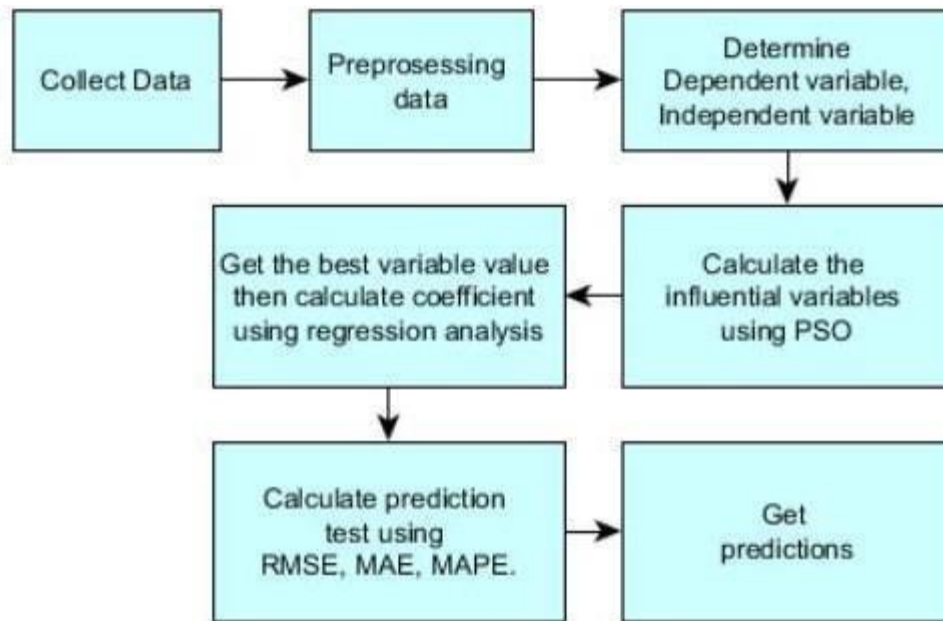 Collect Data
Preprosessing
data
Determine
Dependent variable,
Independent variable
Calculate the
influential variables
using PSO
Get the best variable value
then calculate coefficient
using regression analysis
Calculate prediction
test using
RMSE, MAE, MAPE.
Get
predictions